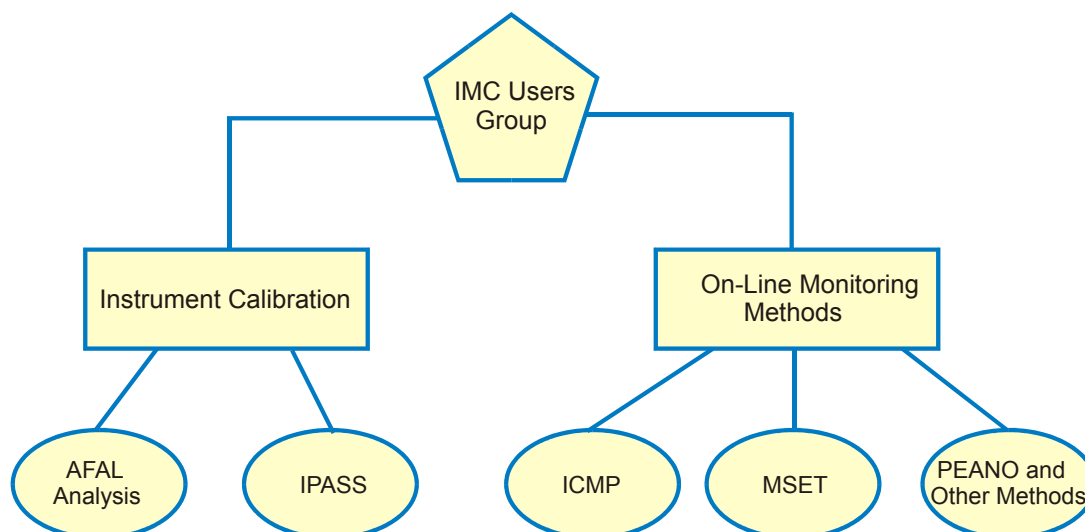 IMC Users
Group
Instrument Calibration
On-Line Monitoring
Methods
AFAL
Analysis
IPASS
ICMP
MSET
PEANO and
Other Methods